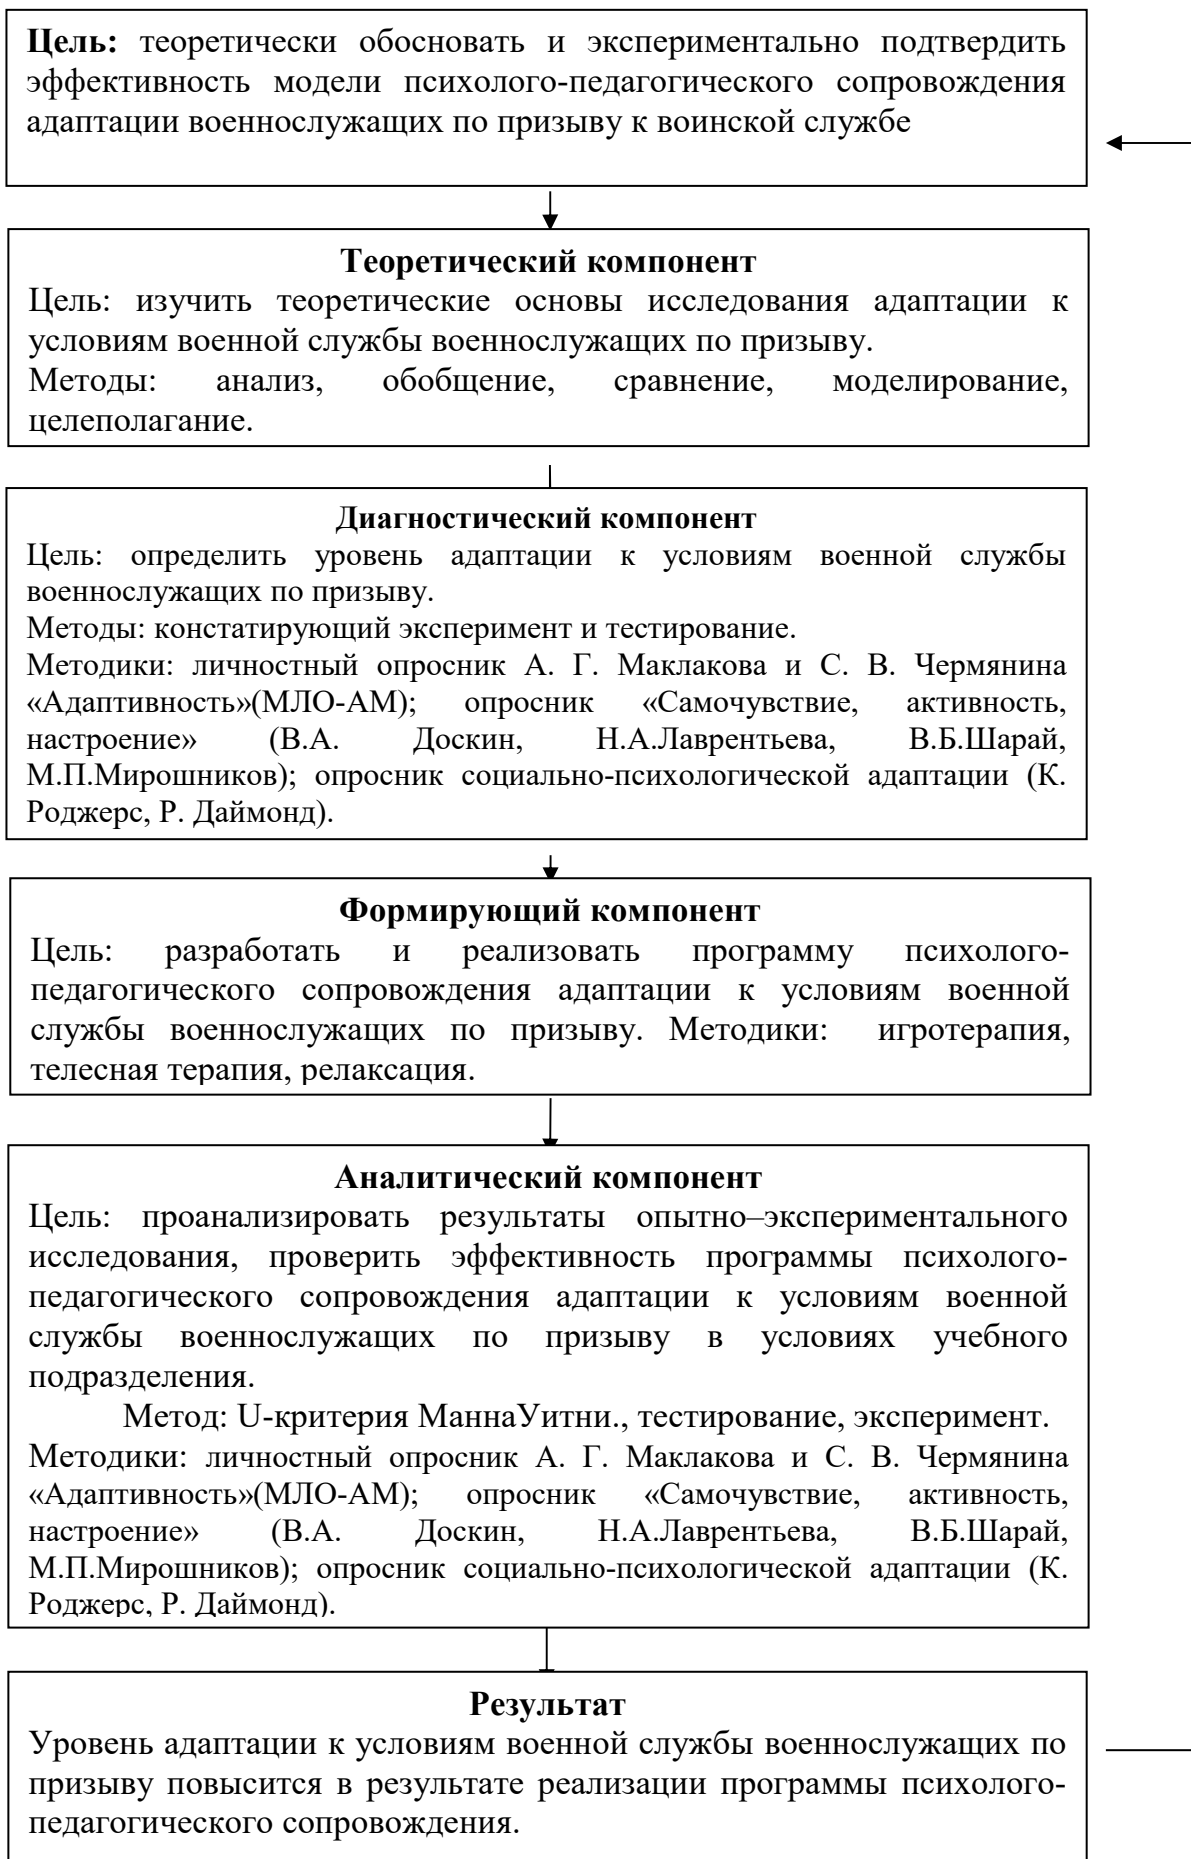 Цель: теоретически обосновать и экспериментально подтвердить
эффективность модели психолого-педагогического сопровождения
адаптации военнослужащих по призыву к воинской службе
Теоретический компонент
Цель: изучить теоретические основы исследования адаптации к
условиям военной службы военнослужащих по призыву.
Методы: анализ, обобщение, сравнение, моделирование,
целеполагание.
Диагностический компонент
Цель: определить уровень адаптации к условиям военной службы
военнослужащих по призыву.
Методы: констатирующий эксперимент и тестирование.
Методики: личностный опросник А. Г. Маклакова и С. В. Чермянина
«Адаптивность»(МЛО-АМ); опросник «Самочувствие, активность,
настроение» (В.А. Доскин, Н.А.Лаврентьева, В.Б.Шарай,
М.П.Мирошников); опросник социально-психологической адаптации (К.
Роджерс, Р. Даймонд).
Формирующий компонент
Цель: разработать и реализовать программу психолого-
педагогического сопровождения адаптации к условиям военной
службы военнослужащих по призыву. Методики: игротерапия,
телесная терапия, релаксация.
Аналитический компонент
Цель: проанализировать результаты опытно–экспериментального
исследования, проверить эффективность программы психолого-
педагогического сопровождения адаптации к условиям военной
службы военнослужащих по призыву в условиях учебного
подразделения.
Метод: U-критерия МаннаУитни., тестирование, эксперимент.
Методики: личностный опросник А. Г. Маклакова и С. В. Чермянина
«Адаптивность»(МЛО-АМ); опросник «Самочувствие, активность,
настроение» (В.А. Доскин, Н.А.Лаврентьева, В.Б.Шарай,
М.П.Мирошников); опросник социально-психологической адаптации (К.
Роджерс, Р. Даймонд).
Результат
Уровень адаптации к условиям военной службы военнослужащих по
призыву повысится в результате реализации программы психолого-
педагогического сопровождения.